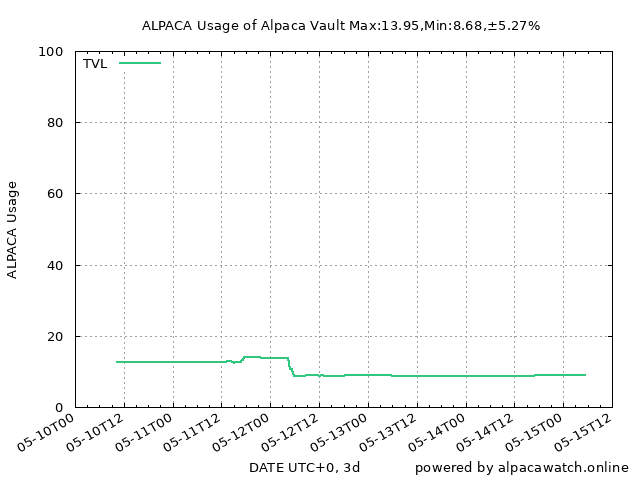 ALPACA Usage of Alpaca Vault Max:13.95,Min:8.68,±5.27%
100
TVL
80
60
ALPACA Usage
40
20
0
05-10T00
05-10T12
05-11T00
05-11T12
05-12T00
05-12T12
05-13T00
05-13T12
05-14T00
05-14T12
05-15T00
05-15T12
DATE UTC+0, 3d
powered by alpacawatch.online